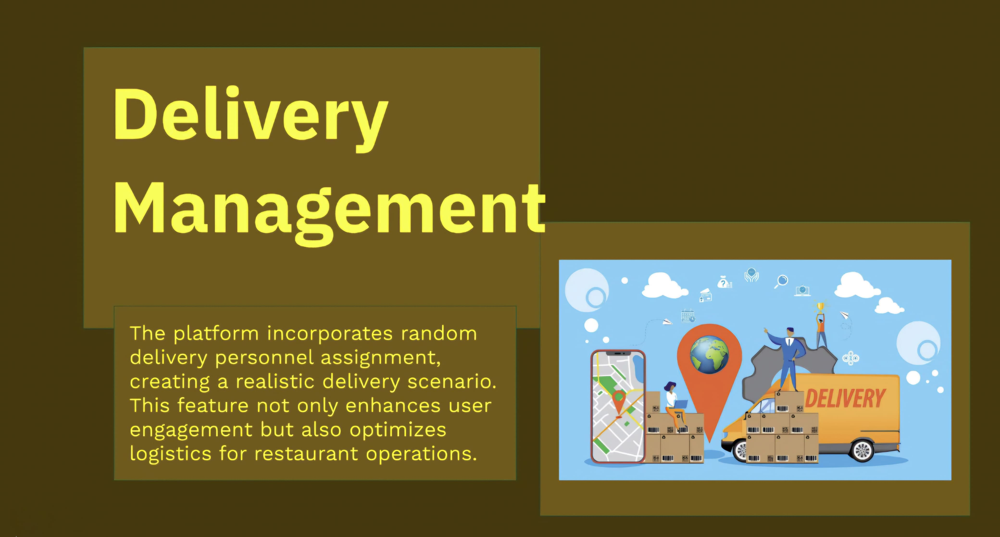 Delivery
Management
The platform incorporates random
delivery personnel assignment,
creating a realistic delivery scenario.
This feature not only enhances user
engagement but also optimizes
logistics for restaurant operations.
DELIVERY